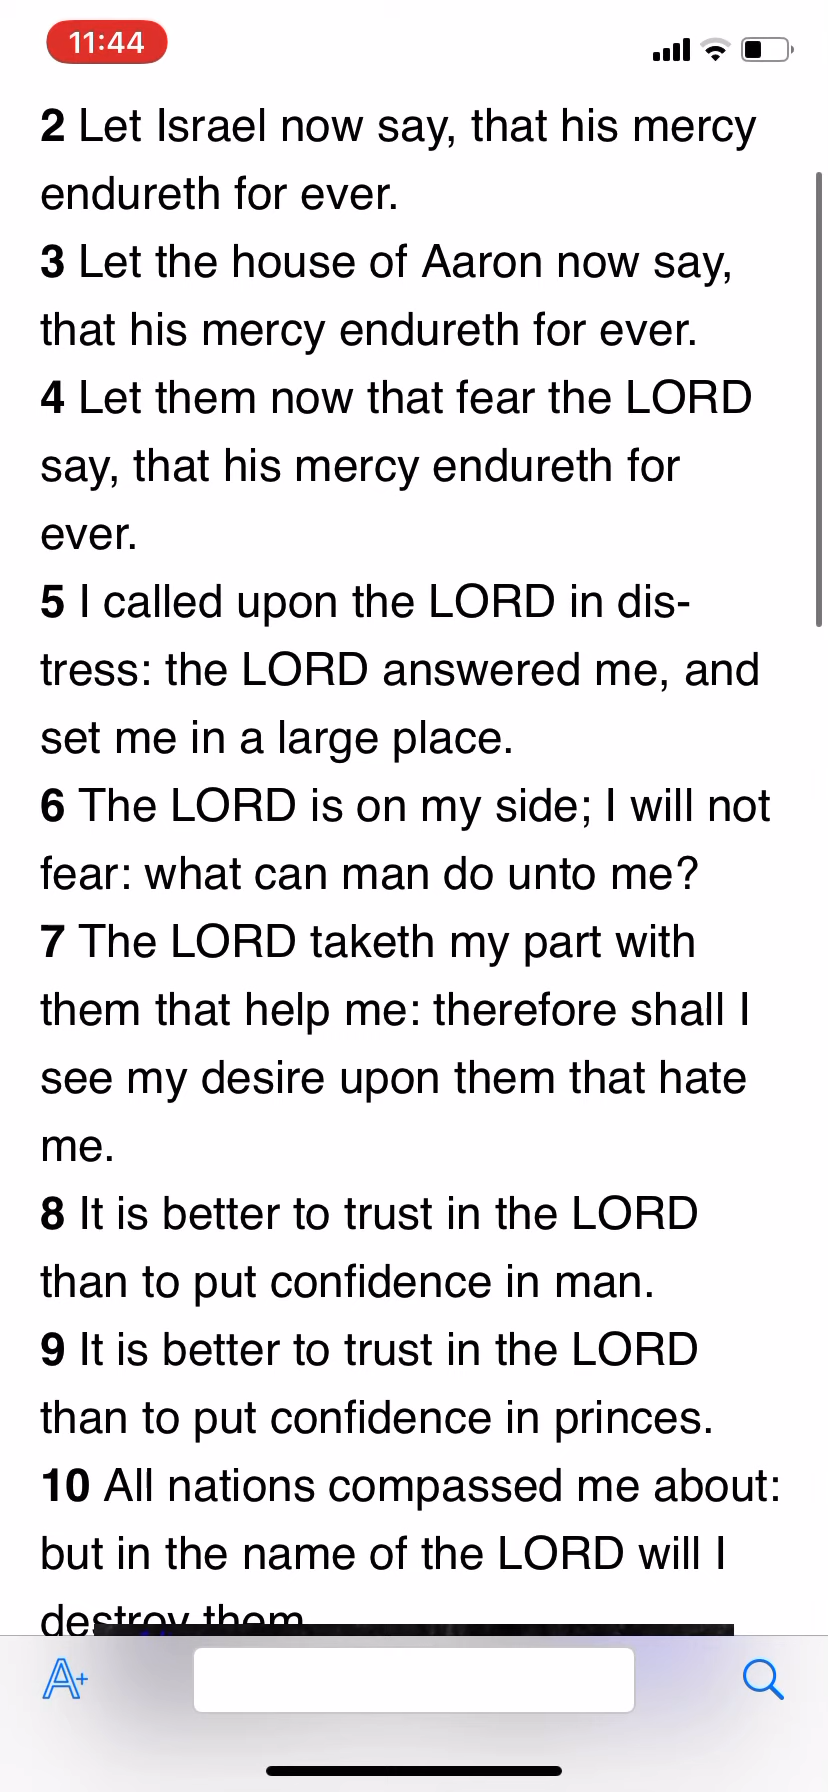 11:44
2 Let Israel now say, that his mercy
endureth for ever.
3 Let the house of Aaron now say,
that his mercy endureth for ever.
4 Let them now that fear the LORD
say, that his mercy endureth for
ever.
5 I called upon the LORD in dis-
tress: the LORD answered me, and
set me in a large place.
6 The LORD is on my side; I will not
fear: what can man do unto me?
7 The LORD taketh my part with
them that help me: therefore shall I
see my desire upon them that hate
me.
8 It is better to trust in the LORD
than to put confidence in man.
9 It is better to trust in the LORD
than to put confidence in princes.
10 All nations compassed me about:
but in the name of the LORD will I
destroy them
A+